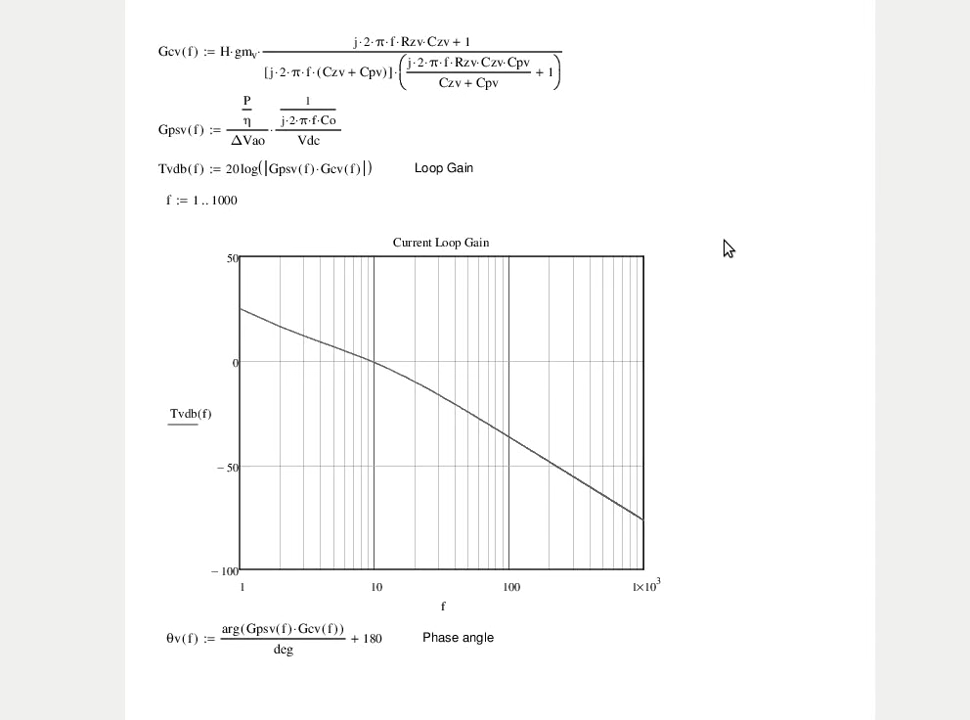 Gcv(f) := H·gmv· j·2·π·f·Rzv·Czv + 1 / [j·2·π·f·(Czv + Cpv)]·(j·2·π·f·Rzv·Czv·Cpv / Czv + Cpv + 1)
Gpsv(f) := P/η / ΔVao · 1 / j·2·π·f·Co / Vdc
Tvdb(f) := 20log(|Gpsv(f)·Gcv(f)|) Loop Gain
f := 1 .. 1000
Current Loop Gain
50
0
Tvdb(f)
− 50
− 100
1 10 100 1×10³
f
θv(f) := arg(Gpsv(f)·Gcv(f)) / deg + 180 Phase angle